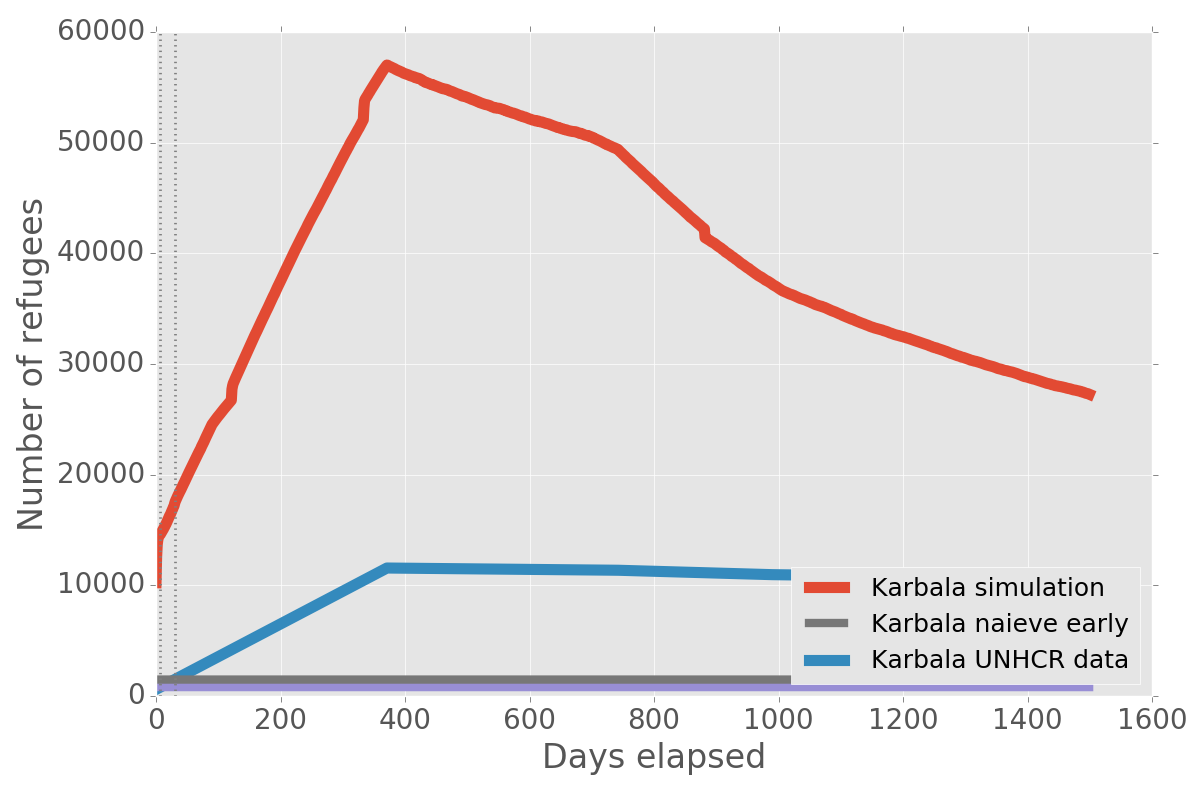 60000
50000
40000
30000
20000
10000
0
Number of refugees
0 200 400 600 800 1000 1200 1400 1600
Days elapsed
Karbala simulation
Karbala naieve early
Karbala UNHCR data